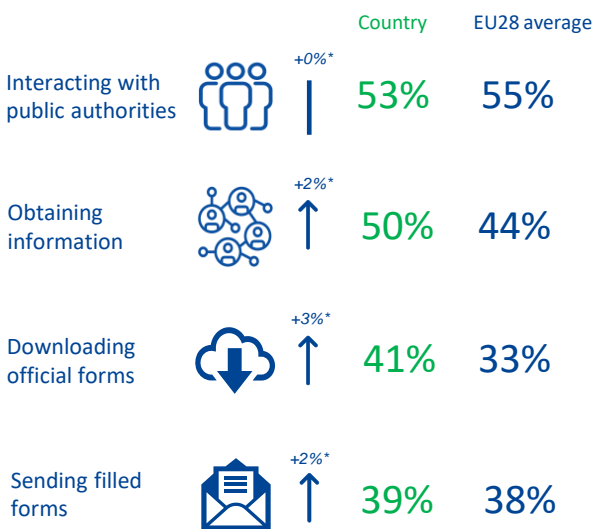 Country EU28 average
+0%*
Interacting with
public authorities
53% 55%
+2%*
Obtaining
information
50% 44%
+3%*
Downloading
official forms
41% 33%
+2%*
Sending filled
forms
39% 38%